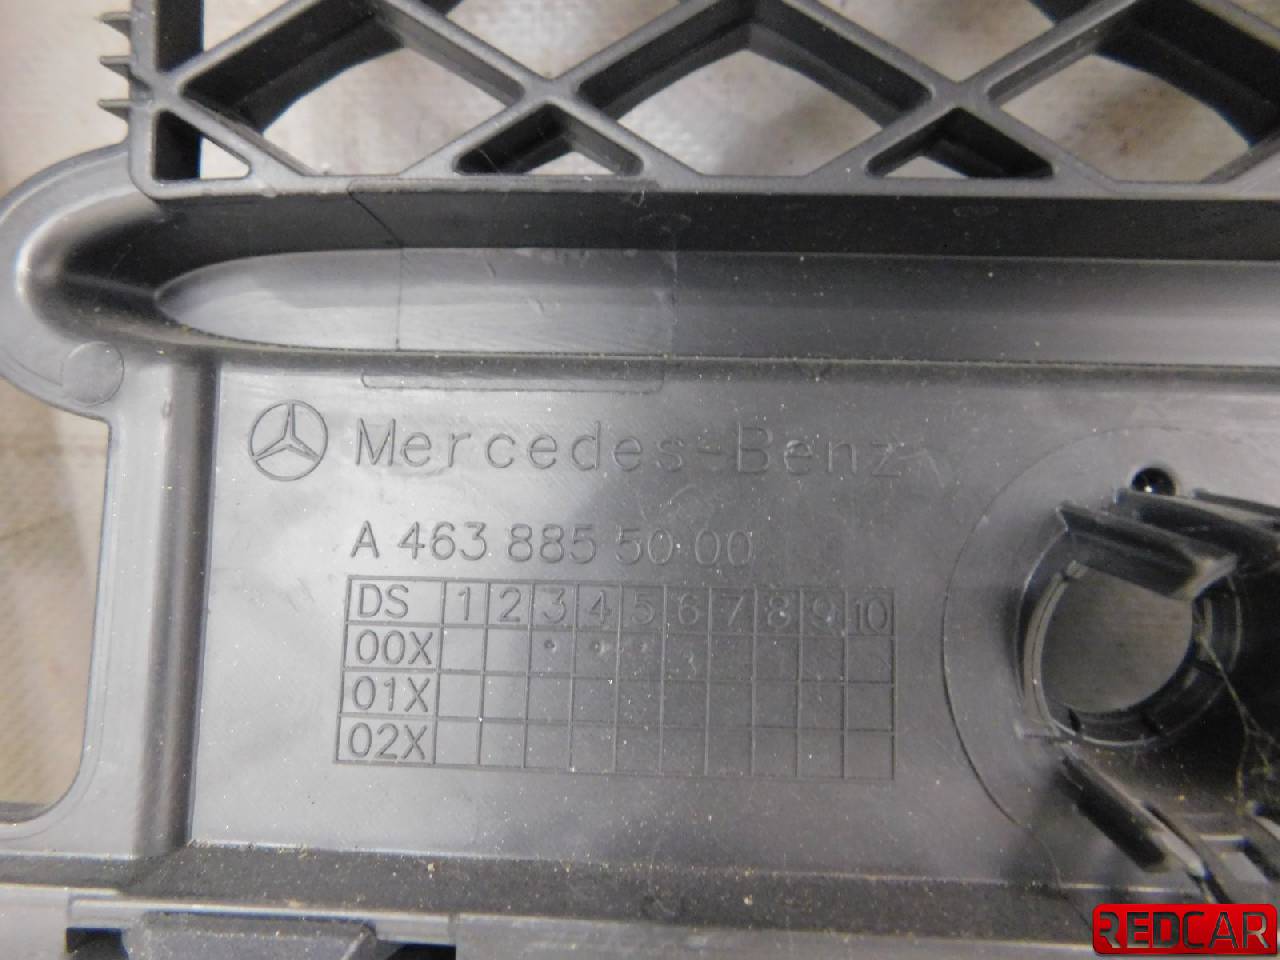 Mercedes-Benz
A 463 885 50 00
DS 1 2 3 4 5 6 7 8 9 10
00X
01X
02X
REDCAR